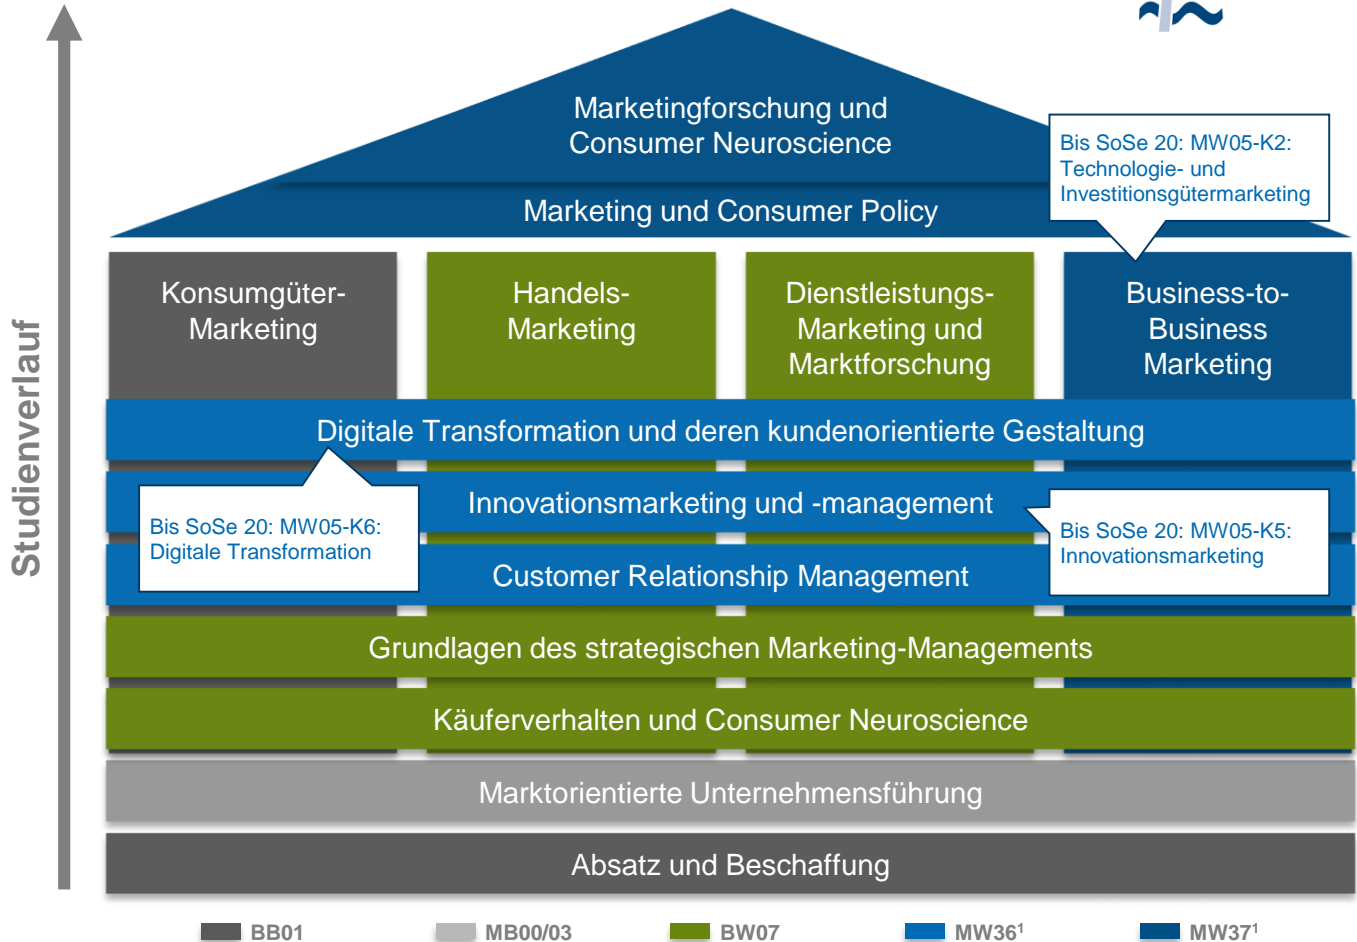 Marketingforschung und
Consumer Neuroscience
Bis SoSe 20: MW05-K2:
Technologie- und
Investitionsgütermarketing
Marketing und Consumer Policy
Konsumgüter-
Marketing
Handels-
Marketing
Dienstleistungs-
Marketing und
Marktforschung
Business-to-
Business
Marketing
Studienverlauf
Digitale Transformation und deren kundenorientierte Gestaltung
Innovationsmarketing und -management
Bis SoSe 20: MW05-K6:
Digitale Transformation
Bis SoSe 20: MW05-K5:
Innovationsmarketing
Customer Relationship Management
Grundlagen des strategischen Marketing-Managements
Käuferverhalten und Consumer Neuroscience
Marktorientierte Unternehmensführung
Absatz und Beschaffung
BB01
MB00/03
BW07
MW36¹
MW37¹